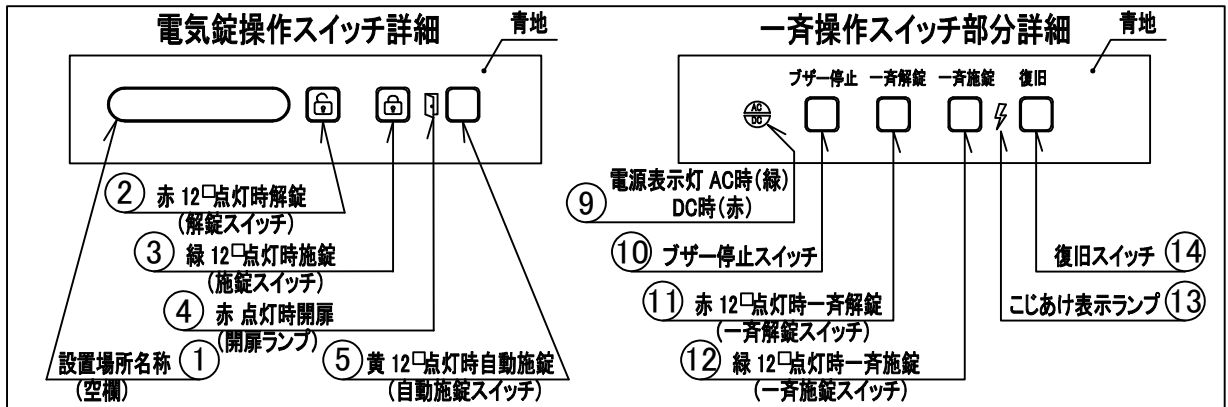 電気錠操作スイッチ詳細
青地
② 赤 12□点灯時解錠
(解錠スイッチ)
③ 緑 12□点灯時施錠
(施錠スイッチ)
④ 赤 点灯時開扉
(開扉ランプ)
設置場所名称 ①
(空欄)
⑤ 黄 12□点灯時自動施錠
(自動施錠スイッチ)
一斉操作スイッチ部分詳細
青地
ブザー停止 一斉解錠 一斉施錠 復旧
AC
DC
⑨ 電源表示灯 AC時(緑)
DC時(赤)
⑩ ブザー停止スイッチ
復旧スイッチ ⑭
⑪ 赤 12□点灯時一斉解錠
(一斉解錠スイッチ)
こじあけ表示ランプ ⑬
⑫ 緑 12□点灯時一斉施錠
(一斉施錠スイッチ)